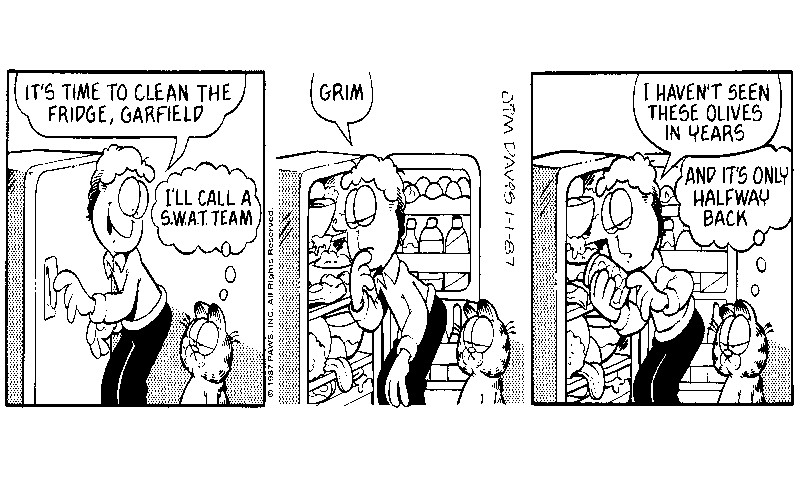 IT'S TIME TO CLEAN THE
FRIDGE, GARFIELD
I'LL CALL A
S.W.A.T. TEAM
© 1987 PAWS, INC. All Rights Reserved.
GRIM
JIM DAVIS 1-1-87
I HAVEN'T SEEN
THESE OLIVES
IN YEARS
AND IT'S ONLY
HALFWAY
BACK